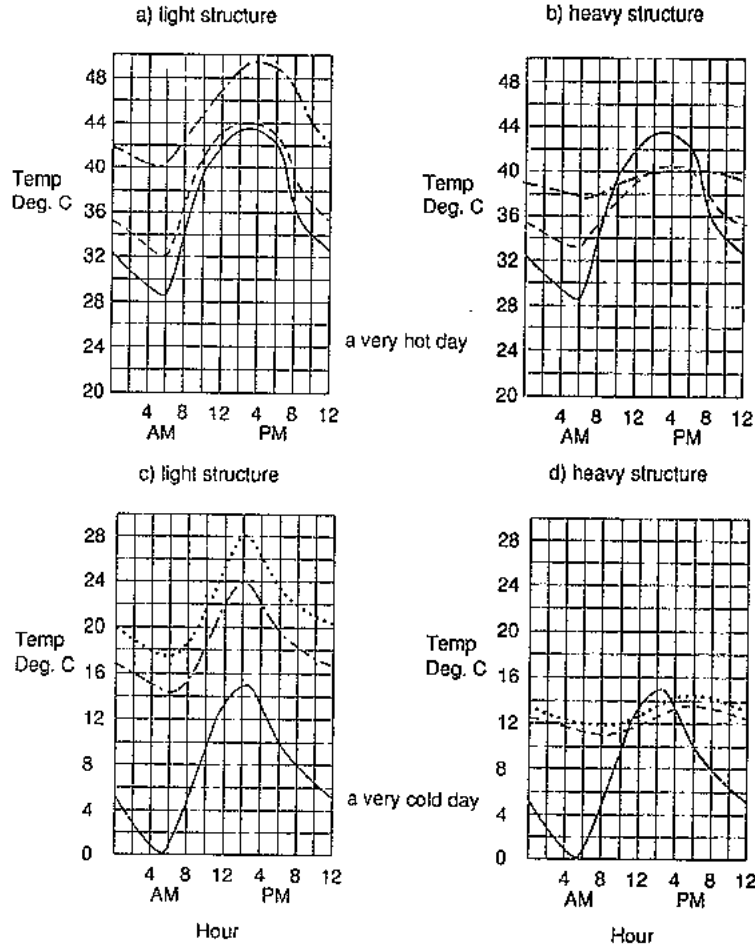 a) light structure
48
44
40
Temp
Deg. C
36
32
28
24
20
4 8 12 4 8 12
AM PM
b) heavy structure
48
44
40
Temp
Deg. C
36
32
28
24
20
4 8 12 4 8 12
AM PM
a very hot day
c) light structure
28
24
20
Temp
Deg. C
16
12
8
4
0
4 8 12 4 8 12
AM PM
Hour
d) heavy structure
28
24
20
Temp
Deg. C
16
12
8
4
0
4 8 12 4 8 12
AM PM
Hour
a very cold day